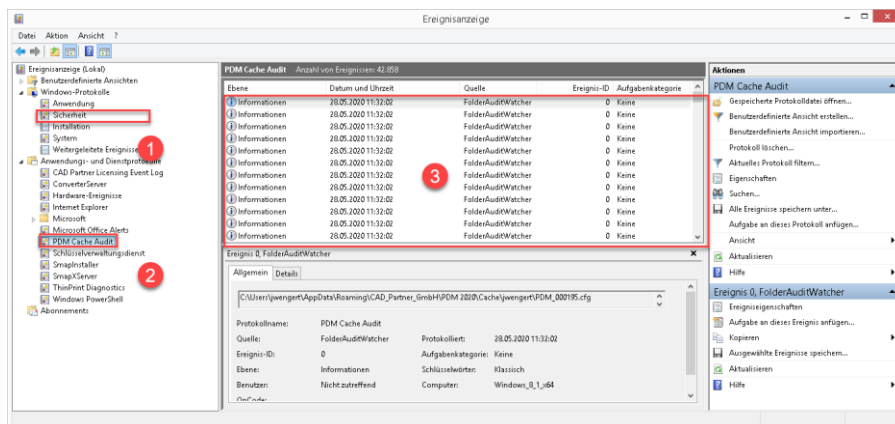 Ereignisanzeige
Datei Aktion Ansicht ?
Ereignisanzeige (Lokal)
Benutzerdefinierte Ansichten
Windows-Protokolle
Anwendung
Sicherheit
Installation
System
Weitergeleitete Ereignisse
Anwendungs- und Dienstprotokolle
CAD Partner Licensing Event Log
ConverterServer
Hardware-Ereignisse
Internet Explorer
Microsoft
Microsoft Office Alerts
PDM Cache Audit
Schlüsselverwaltungsdienst
SmapInstaller
SmapXServer
ThinPrint Diagnostics
Windows PowerShell
Abonnements
1
2
PDM Cache Audit Anzahl von Ereignissen: 42.858
Ebene Datum und Uhrzeit Quelle Ereignis-ID Aufgabenkategorie
Informationen 28.05.2020 11:32:02 FolderAuditWatcher 0 Keine
Informationen 28.05.2020 11:32:02 FolderAuditWatcher 0 Keine
Informationen 28.05.2020 11:32:02 FolderAuditWatcher 0 Keine
Informationen 28.05.2020 11:32:02 FolderAuditWatcher 0 Keine
Informationen 28.05.2020 11:32:02 FolderAuditWatcher 0 Keine
Informationen 28.05.2020 11:32:02 FolderAuditWatcher 0 Keine
Informationen 28.05.2020 11:32:02 FolderAuditWatcher 0 Keine
Informationen 28.05.2020 11:32:02 FolderAuditWatcher 0 Keine
Informationen 28.05.2020 11:32:02 FolderAuditWatcher 0 Keine
Informationen 28.05.2020 11:32:02 FolderAuditWatcher 0 Keine
Informationen 28.05.2020 11:32:02 FolderAuditWatcher 0 Keine
Informationen 28.05.2020 11:32:02 FolderAuditWatcher 0 Keine
3
Ereignis 0, FolderAuditWatcher
Allgemein Details
C:\Users\jwengert\AppData\Roaming\CAD_Partner_GmbH\PDM 2020\Cache\jwengert\PDM_000195.cfg
Protokollname: PDM Cache Audit
Quelle: FolderAuditWatcher Protokolliert: 28.05.2020 11:32:02
Ereignis-ID: 0 Aufgabenkategorie: Keine
Ebene: Informationen Schlüsselwörter: Klassisch
Benutzer: Nicht zutreffend Computer: Windows_8_1_x64
OpCode:
Aktionen
PDM Cache Audit
Gespeicherte Protokolldatei öffnen...
Benutzerdefinierte Ansicht erstellen...
Benutzerdefinierte Ansicht importieren...
Protokoll löschen...
Aktuelles Protokoll filtern...
Eigenschaften
Suchen...
Alle Ereignisse speichern unter...
Aufgabe an dieses Protokoll anfügen...
Ansicht
Aktualisieren
Hilfe
Ereignis 0, FolderAuditWatcher
Ereigniseigenschaften
Aufgabe an dieses Ereignis anfügen...
Kopieren
Ausgewählte Ereignisse speichern...
Aktualisieren
Hilfe